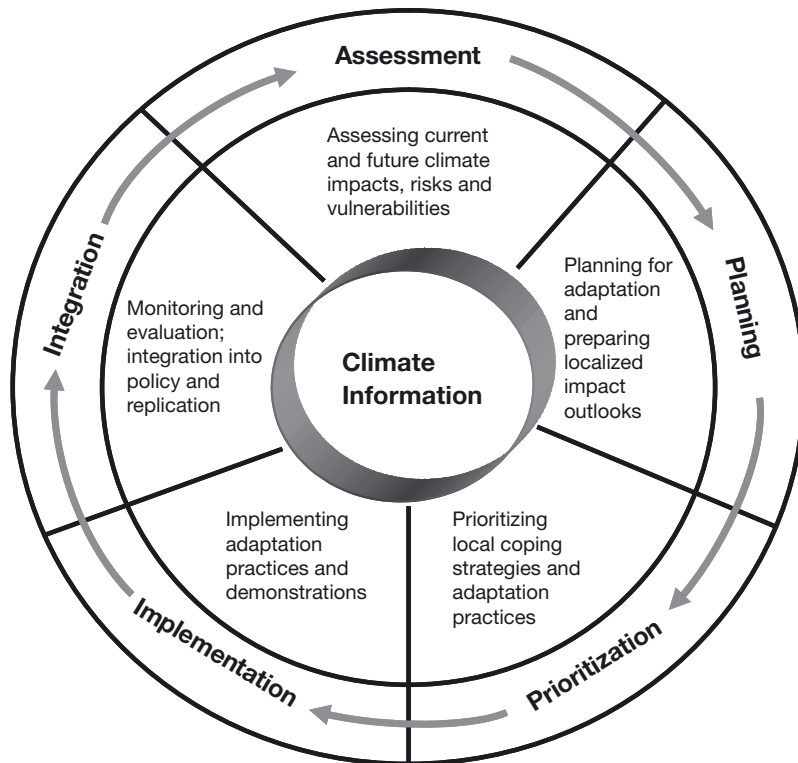 Assessment
Assessing current
and future climate
impacts, risks and
vulnerabilities
Planning
Planning for
adaptation
and
preparing
localized
impact
outlooks
Prioritization
Prioritizing
local coping
strategies and
adaptation
practices
Implementation
Implementing
adaptation
practices and
demonstrations
Integration
Monitoring and
evaluation;
integration into
policy and
replication
Climate
Information